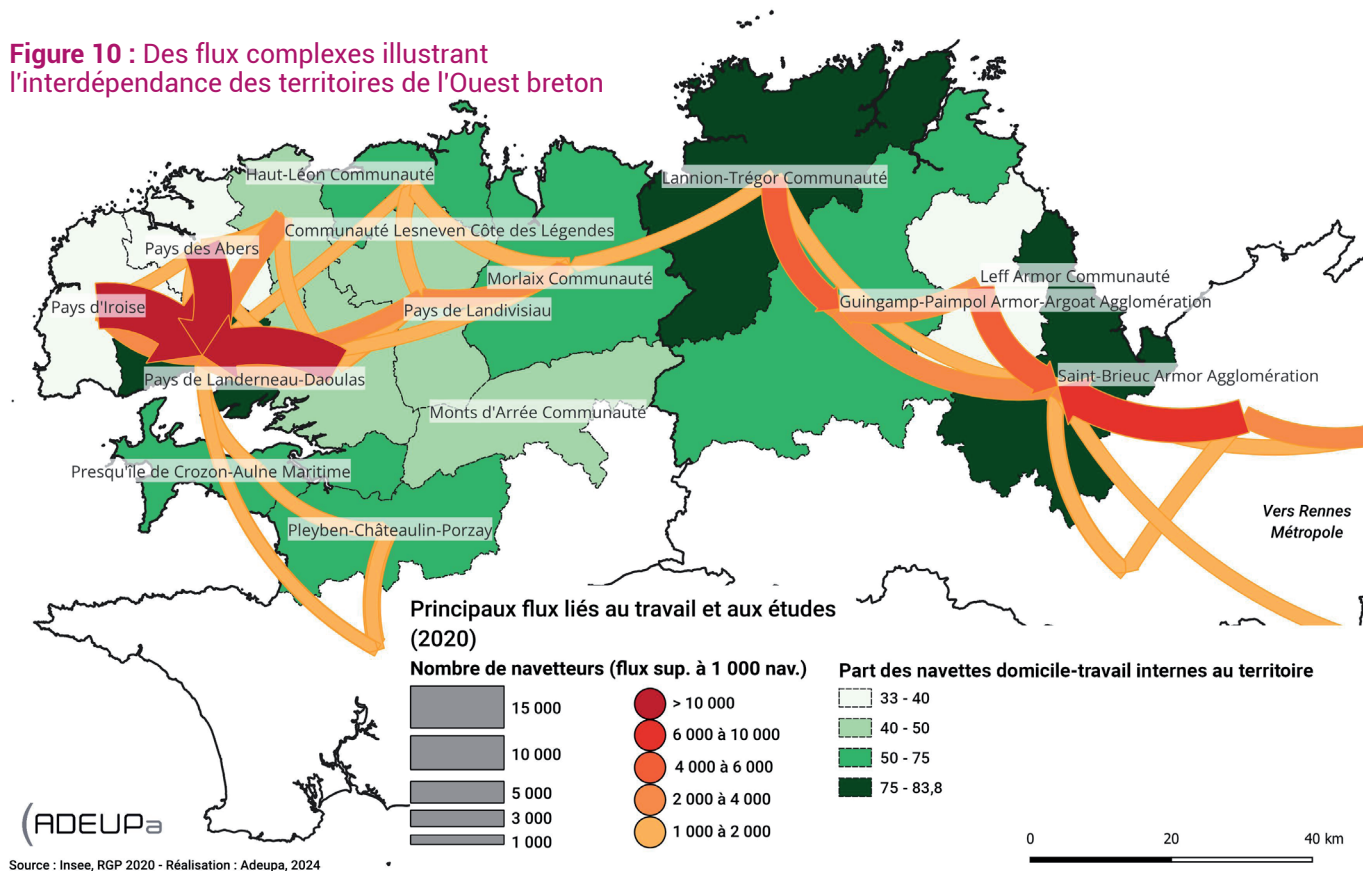 Figure 10 : Des flux complexes illustrant
l'interdépendance des territoires de l'Ouest breton
Haut-Léon Communauté
Lannion-Trégor Communauté
Communauté Lesneven Côte des Légendes
Pays des Abers
Morlaix Communauté
Leff Armor Communauté
Pays d'Iroise
Pays de Landivisiau
Guingamp-Paimpol Armor-Argoat Agglomération
Pays de Landerneau-Daoulas
Saint-Brieuc Armor Agglomération
Monts d'Arrée Communauté
Presqu'île de Crozon-Aulne Maritime
Pleyben-Châteaulin-Porzay
Vers Rennes
Métropole
Principaux flux liés au travail et aux études
(2020)
Nombre de navetteurs (flux sup. à 1 000 nav.)
15 000
10 000
5 000
3 000
1 000
> 10 000
6 000 à 10 000
4 000 à 6 000
2 000 à 4 000
1 000 à 2 000
Part des navettes domicile-travail internes au territoire
33 - 40
40 - 50
50 - 75
75 - 83,8
0 20 40 km
ADEUPa
Source : Insee, RGP 2020 - Réalisation : Adeupa, 2024